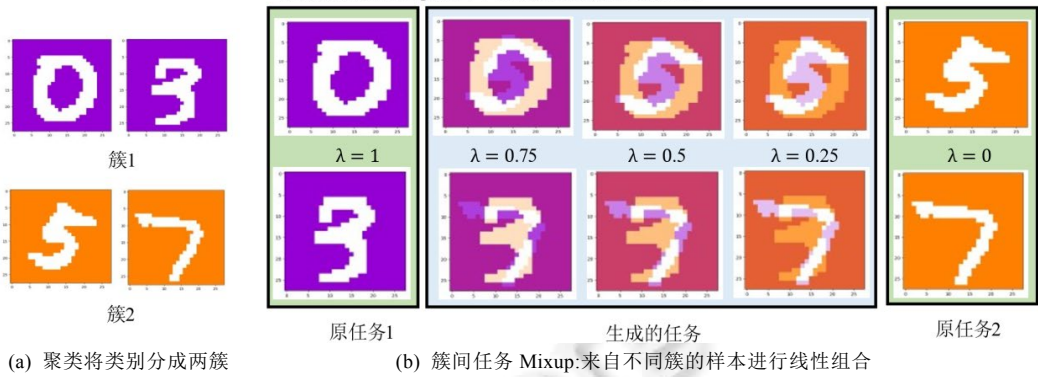 簇1
簇2
(a) 聚类将类别分成两簇
λ = 1
λ = 0.75
λ = 0.5
λ = 0.25
λ = 0
原任务1
生成的任务
原任务2
(b) 簇间任务 Mixup:来自不同簇的样本进行线性组合